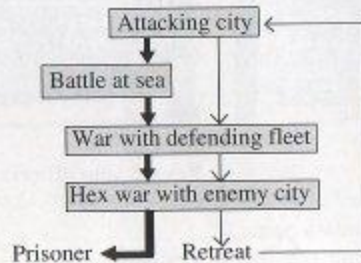 Attacking city
Battle at sea
War with defending fleet
Hex war with enemy city
Prisoner Retreat